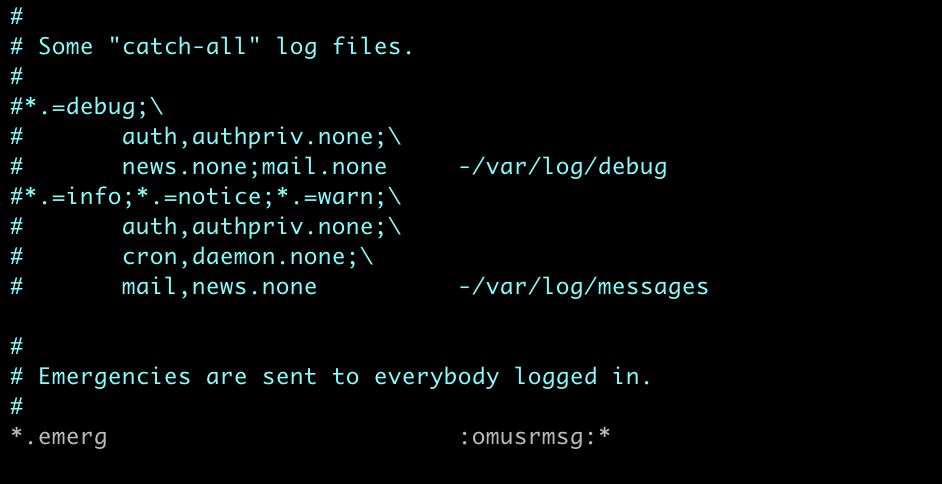 #
# Some "catch-all" log files.
#
#*.=debug;\
#       auth,authpriv.none;\
#       news.none;mail.none     -/var/log/debug
#*.=info;*.=notice;*.=warn;\
#       auth,authpriv.none;\
#       cron,daemon.none;\
#       mail,news.none          -/var/log/messages

#
# Emergencies are sent to everybody logged in.
#
*.emerg                         :omusrmsg:*